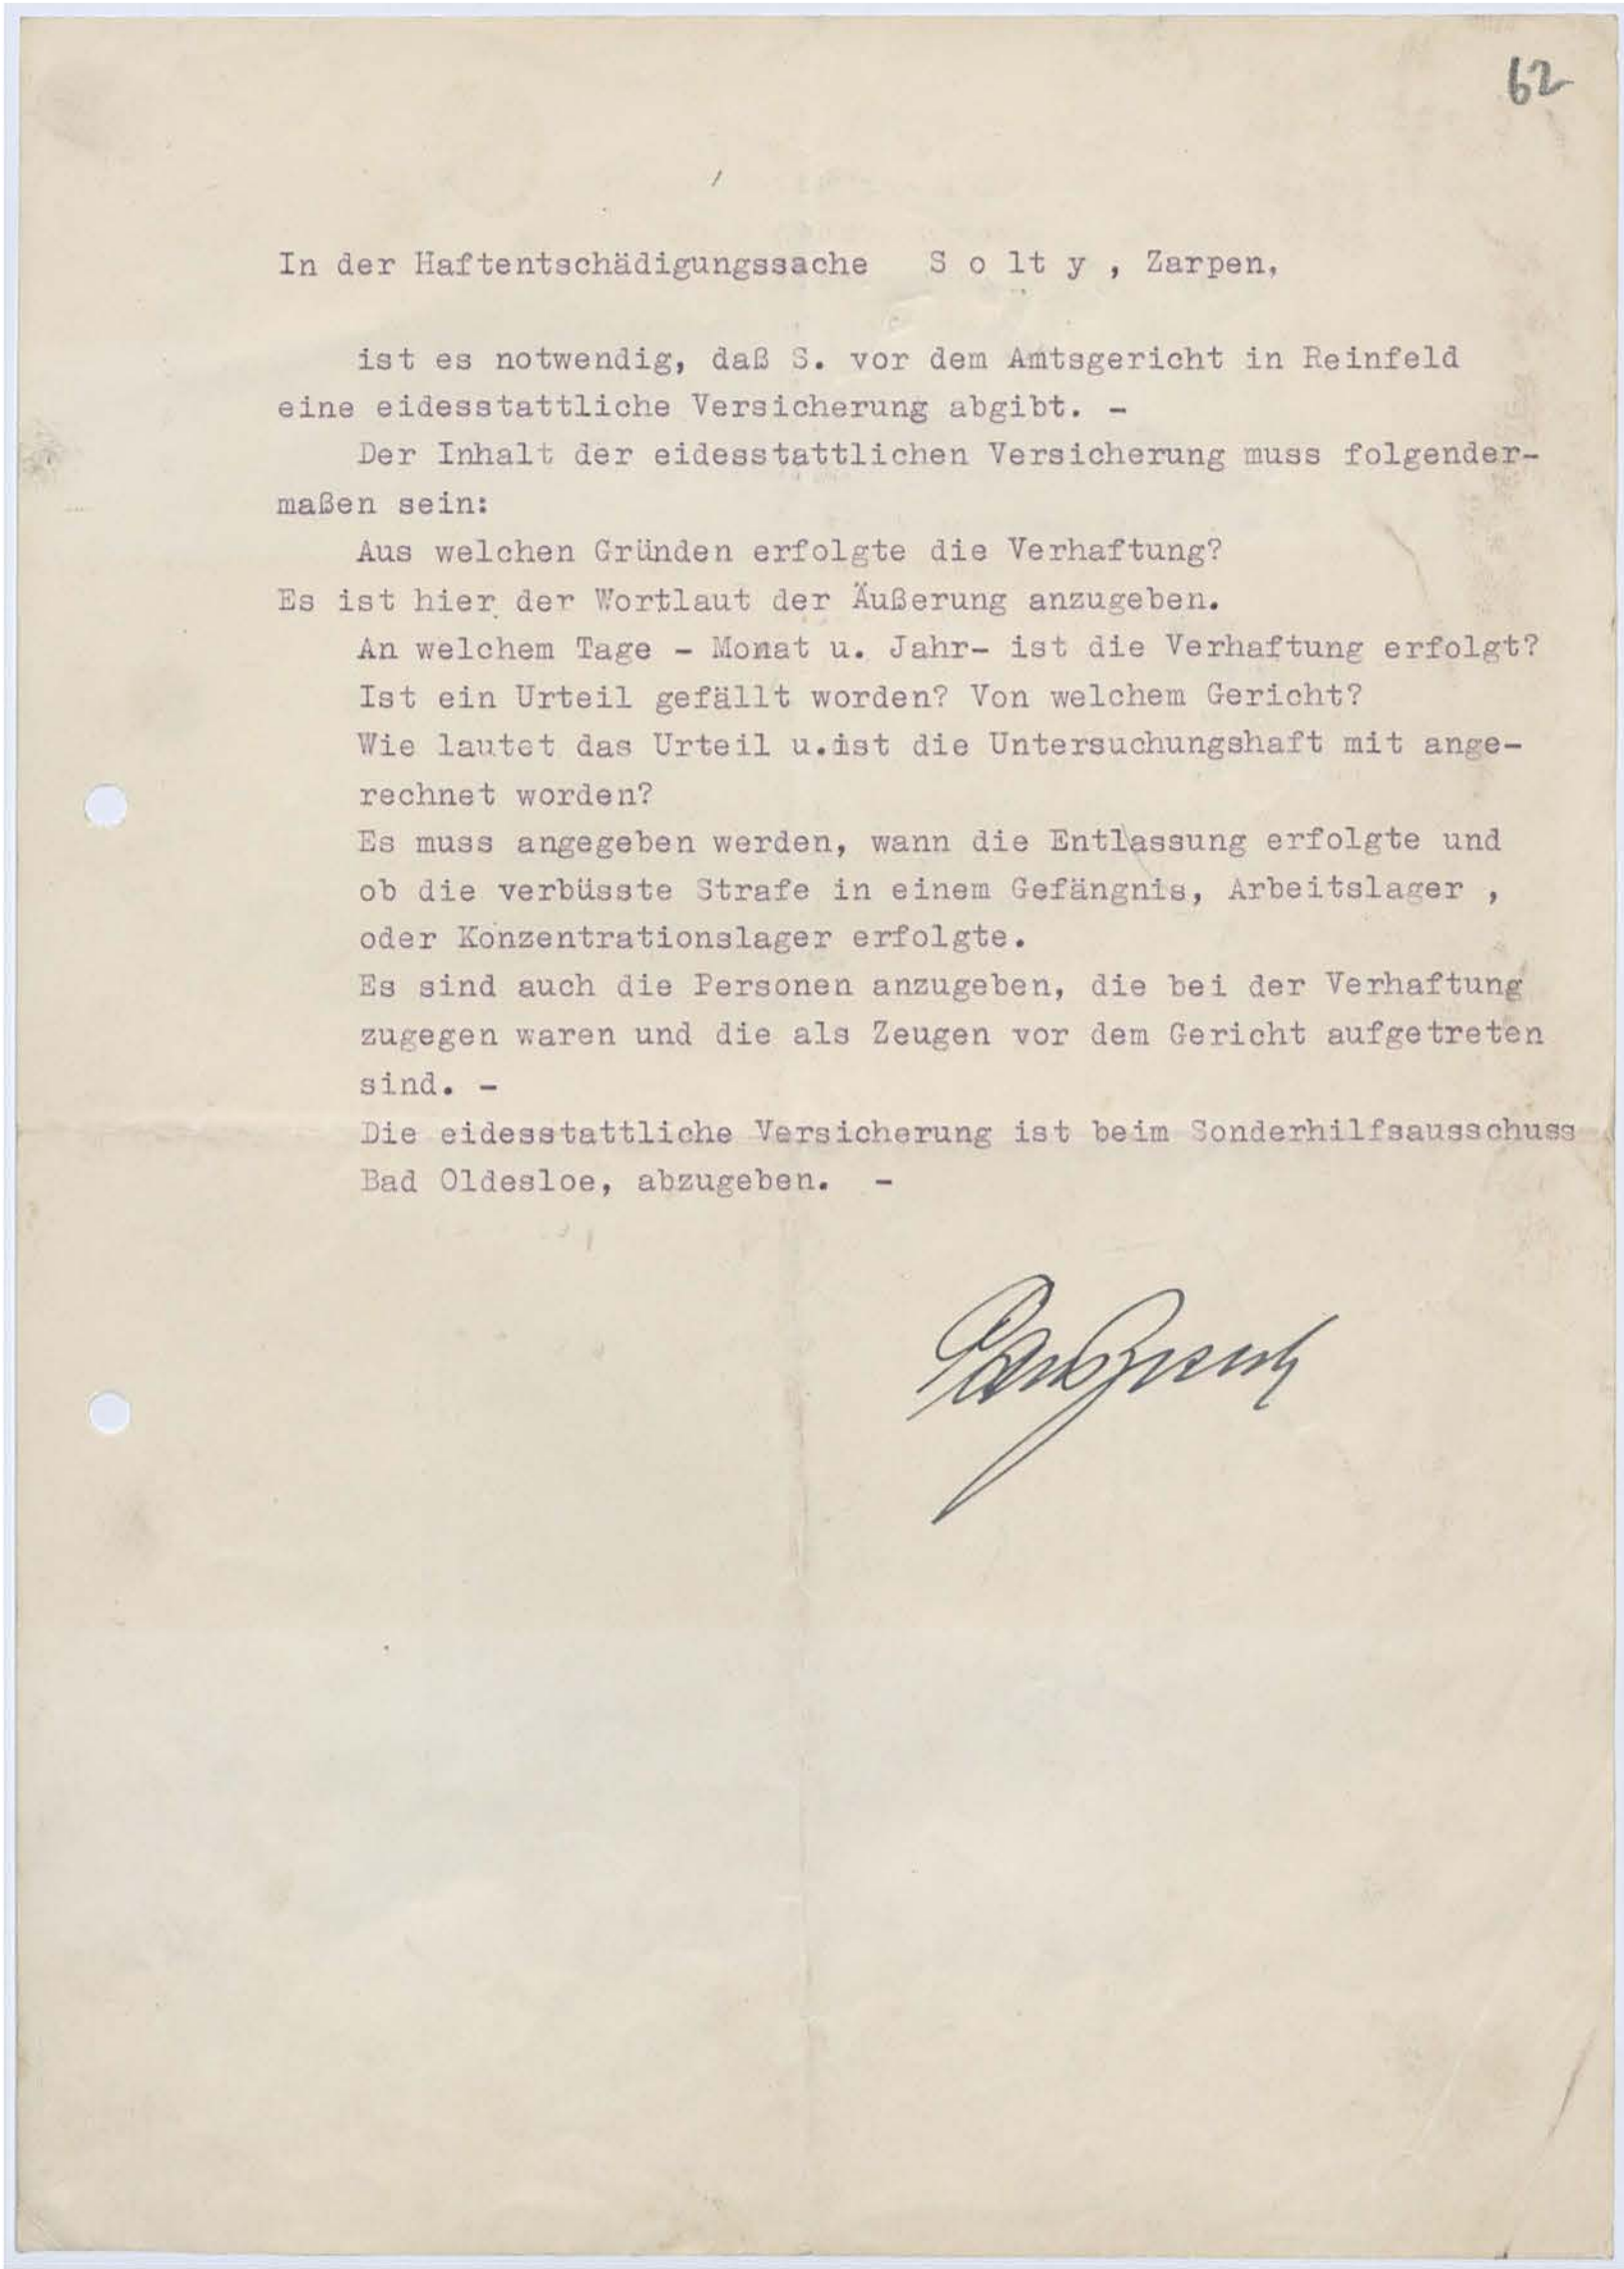 62
In der Haftentschädigungssache S o lt y , Zarpen,
ist es notwendig, daß S. vor dem Amtsgericht in Reinfeld
eine eidesstattliche Versicherung abgibt. -
Der Inhalt der eidesstattlichen Versicherung muss folgender-
maßen sein:
Aus welchen Gründen erfolgte die Verhaftung?
Es ist hier der Wortlaut der Äußerung anzugeben.
An welchem Tage - Monat u. Jahr- ist die Verhaftung erfolgt?
Ist ein Urteil gefällt worden? Von welchem Gericht?
Wie lautet das Urteil u.ist die Untersuchungshaft mit ange-
rechnet worden?
Es muss angegeben werden, wann die Entlassung erfolgte und
ob die verbüsste Strafe in einem Gefängnis, Arbeitslager ,
oder Konzentrationslager erfolgte.
Es sind auch die Personen anzugeben, die bei der Verhaftung
zugegen waren und die als Zeugen vor dem Gericht aufgetreten
sind. -
Die eidesstattliche Versicherung ist beim Sonderhilfsausschuss
Bad Oldesloe, abzugeben. -